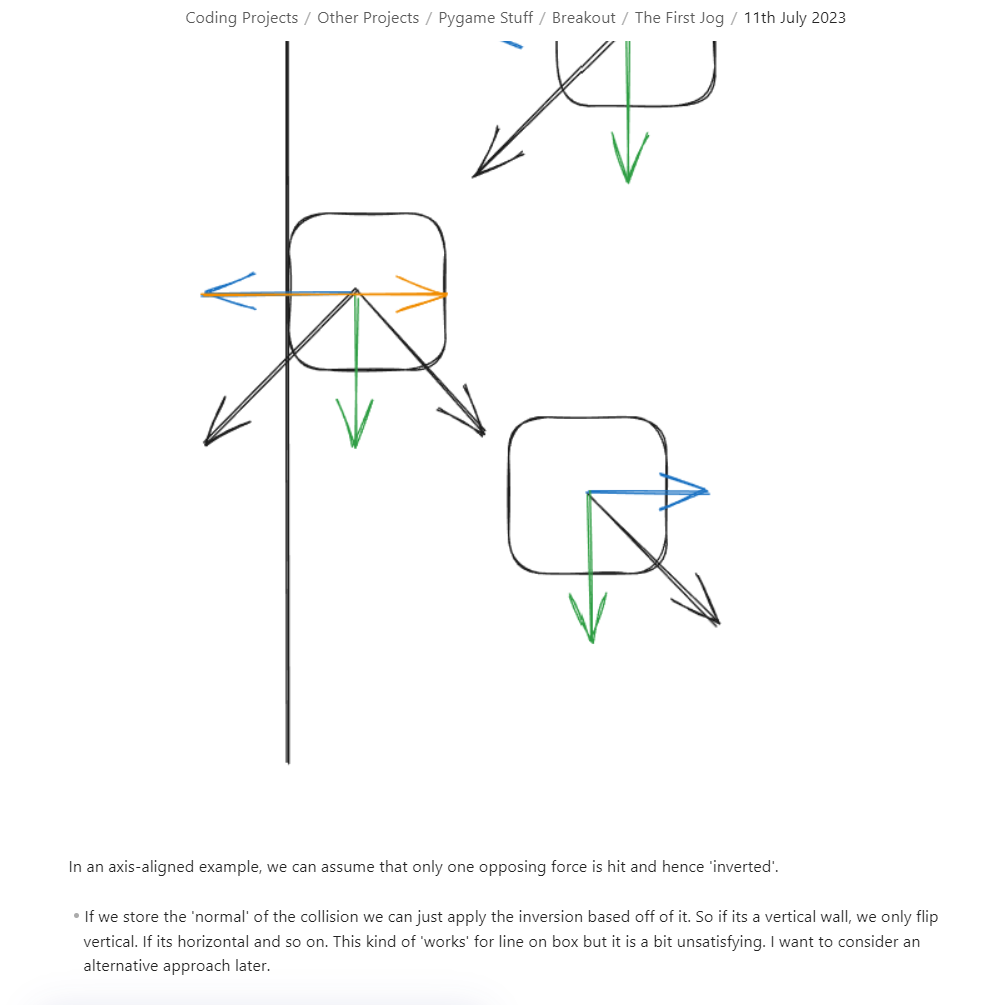 Coding Projects / Other Projects / Pygame Stuff / Breakout / The First Jog / 11th July 2023
In an axis-aligned example, we can assume that only one opposing force is hit and hence 'inverted'.
• If we store the 'normal' of the collision we can just apply the inversion based off of it. So if its a vertical wall, we only flip
vertical. If its horizontal and so on. This kind of 'works' for line on box but it is a bit unsatisfying. I want to consider an
alternative approach later.